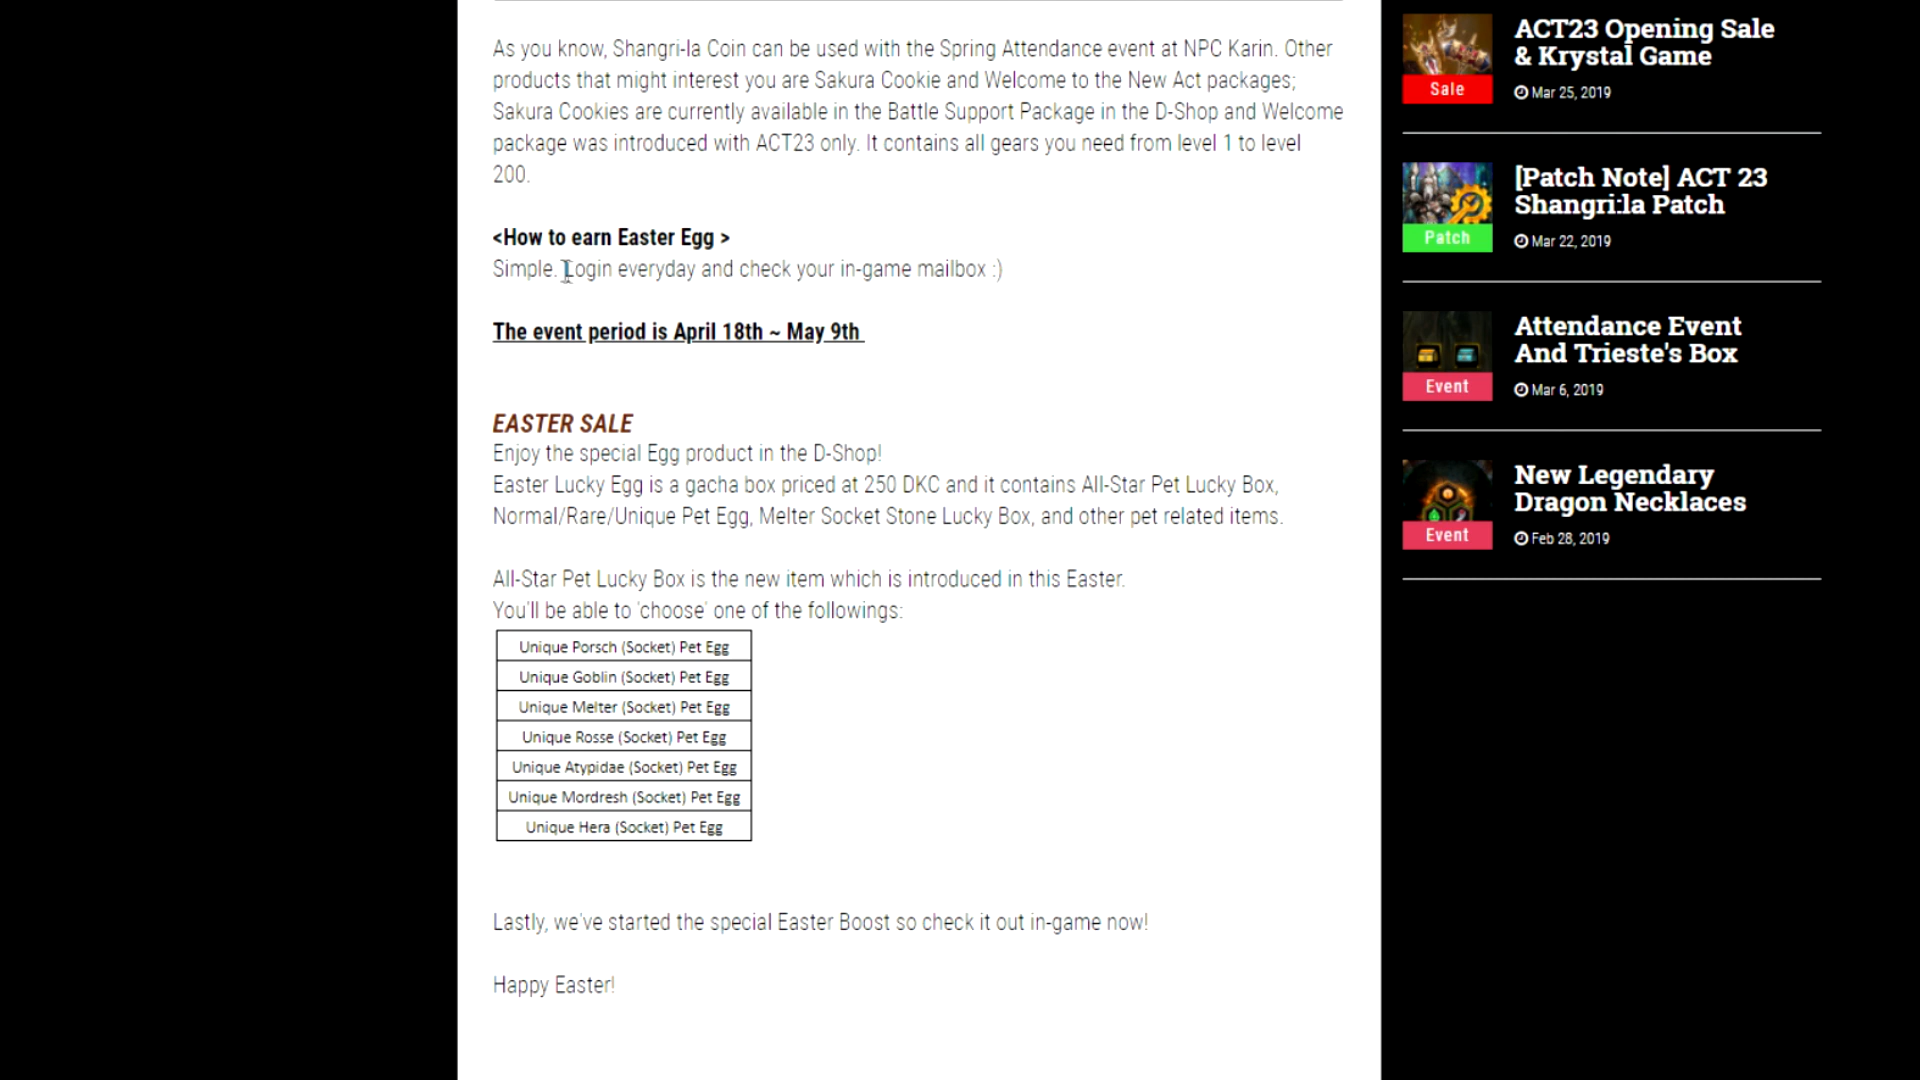 As you know, Shangri-la Coin can be used with the Spring Attendance event at NPC Karin. Other
products that might interest you are Sakura Cookie and Welcome to the New Act packages;
Sakura Cookies are currently available in the Battle Support Package in the D-Shop and Welcome
package was introduced with ACT23 only. It contains all gears you need from level 1 to level
200.
<How to earn Easter Egg >
Simple. Login everyday and check your in-game mailbox :)
The event period is April 18th ~ May 9th
EASTER SALE
Enjoy the special Egg product in the D-Shop!
Easter Lucky Egg is a gacha box priced at 250 DKC and it contains All-Star Pet Lucky Box,
Normal/Rare/Unique Pet Egg, Melter Socket Stone Lucky Box, and other pet related items.
All-Star Pet Lucky Box is the new item which is introduced in this Easter.
You'll be able to 'choose' one of the followings:
Unique Porsch (Socket) Pet Egg
Unique Goblin (Socket) Pet Egg
Unique Melter (Socket) Pet Egg
Unique Rosse (Socket) Pet Egg
Unique Atypidae (Socket) Pet Egg
Unique Mordresh (Socket) Pet Egg
Unique Hera (Socket) Pet Egg
Lastly, we've started the special Easter Boost so check it out in-game now!
Happy Easter!
ACT23 Opening Sale
& Krystal Game
Sale
Mar 25, 2019
[Patch Note] ACT 23
Shangri:la Patch
Patch
Mar 22, 2019
Attendance Event
And Trieste's Box
Event
Mar 6, 2019
New Legendary
Dragon Necklaces
Event
Feb 28, 2019